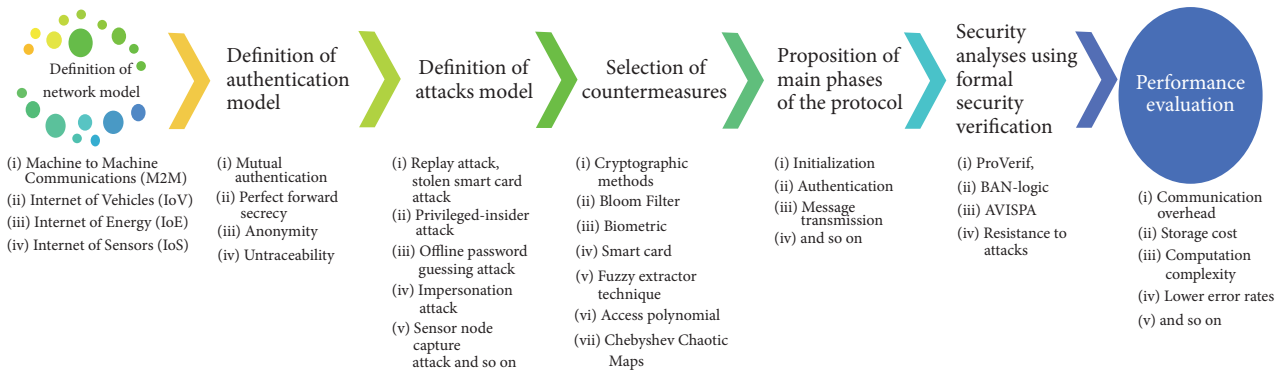 Definition of
network model
(i) Machine to Machine
Communications (M2M)
(ii) Internet of Vehicles (IoV)
(iii) Internet of Energy (IoE)
(iv) Internet of Sensors (IoS)
Definition of
authentication
model
(i) Mutual
authentication
(ii) Perfect forward
secrecy
(iii) Anonymity
(iv) Untraceability
Definition of
attacks model
(i) Replay attack,
stolen smart card
attack
(ii) Privileged-insider
attack
(iii) Offline password
guessing attack
(iv) Impersonation
attack
(v) Sensor node
capture
attack and so on
Selection of
countermeasures
(i) Cryptographic
methods
(ii) Bloom Filter
(iii) Biometric
(iv) Smart card
(v) Fuzzy extractor
technique
(vi) Access polynomial
(vii) Chebyshev Chaotic
Maps
Proposition of
main phases
of the protocol
(i) Initialization
(ii) Authentication
(iii) Message
transmission
(iv) and so on
Security
analyses using
formal
security
verification
(i) ProVerif,
(ii) BAN-logic
(iii) AVISPA
(iv) Resistance to
attacks
Performance
evaluation
(i) Communication
overhead
(ii) Storage cost
(iii) Computation
complexity
(iv) Lower error rates
(v) and so on